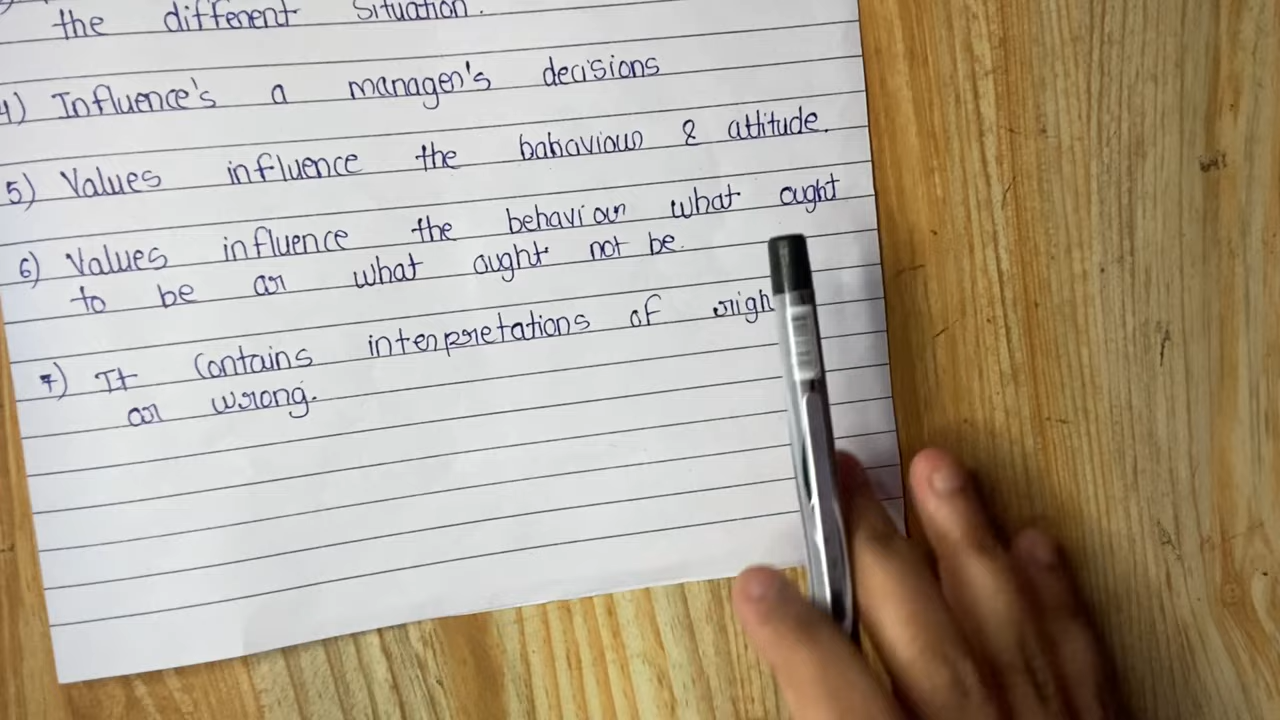 the different situation.
4) Influence's a manager's decisions
5) Values influence the bahaviour & attitude.
6) Values influence the behaviour what ought
to be or what ought not be.
7) It contains interpretations of righ
or wrong.